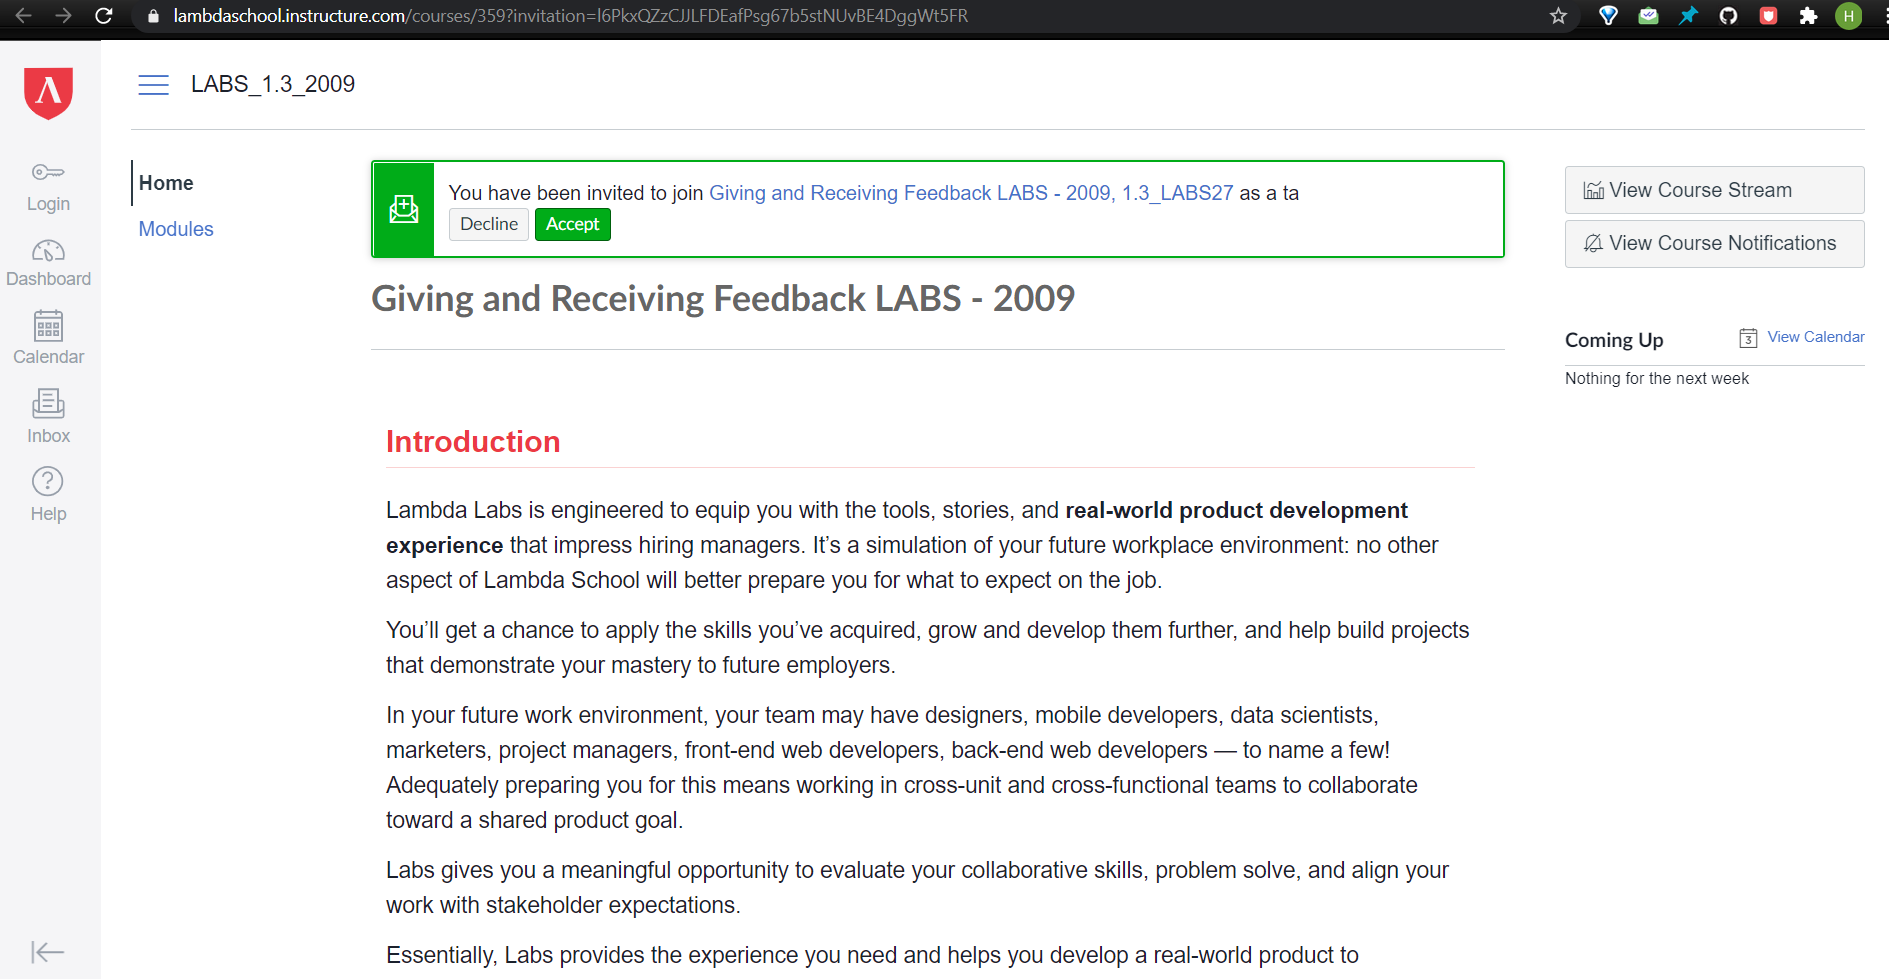 lambdaschool.instructure.com/courses/359?invitation=l6PkxQZzCJJLFDEafPsg67b5stNUvBE4DggWt5FR
H
LABS_1.3_2009
Login
Dashboard
Calendar
Inbox
Help
Home
Modules
You have been invited to join Giving and Receiving Feedback LABS - 2009, 1.3_LABS27 as a ta
Decline Accept
Giving and Receiving Feedback LABS - 2009
Introduction
Lambda Labs is engineered to equip you with the tools, stories, and real-world product development
experience that impress hiring managers. It’s a simulation of your future workplace environment: no other
aspect of Lambda School will better prepare you for what to expect on the job.
You’ll get a chance to apply the skills you’ve acquired, grow and develop them further, and help build projects
that demonstrate your mastery to future employers.
In your future work environment, your team may have designers, mobile developers, data scientists,
marketers, project managers, front-end web developers, back-end web developers — to name a few!
Adequately preparing you for this means working in cross-unit and cross-functional teams to collaborate
toward a shared product goal.
Labs gives you a meaningful opportunity to evaluate your collaborative skills, problem solve, and align your
work with stakeholder expectations.
Essentially, Labs provides the experience you need and helps you develop a real-world product to
View Course Stream
View Course Notifications
Coming Up
3 View Calendar
Nothing for the next week